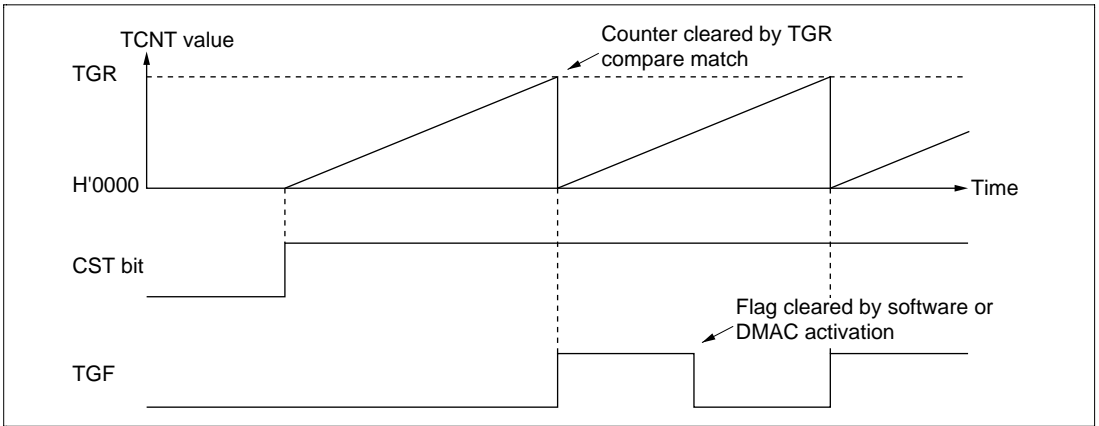 TCNT value
Counter cleared by TGR
compare match
TGR
H'0000
Time
CST bit
Flag cleared by software or
DMAC activation
TGF